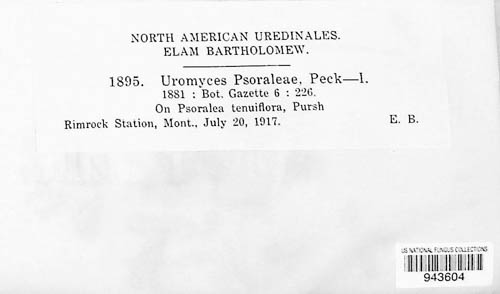 NORTH AMERICAN UREDINALES.
ELAM BARTHOLOMEW.
1895. Uromyces Psoraleae, Peck—I.
1881 : Bot. Gazette 6 : 226.
On Psoralea tenuiflora, Pursh
Rimrock Station, Mont., July 20, 1917. E. B.
US NATIONAL FUNGUS COLLECTIONS
943604